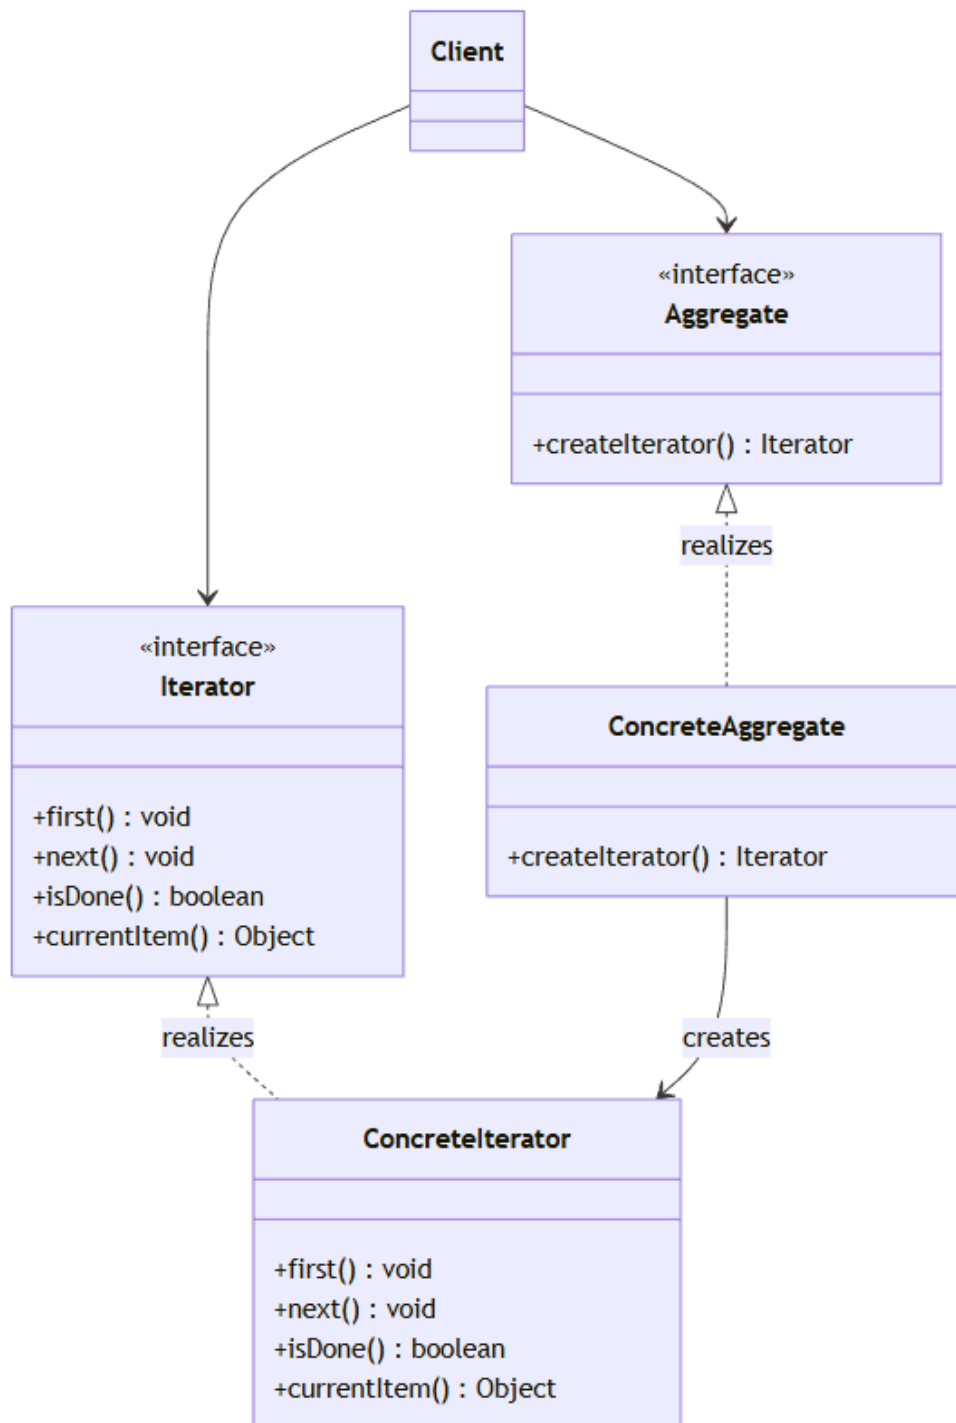 Client
«interface»
Aggregate
+createIterator() : Iterator
realizes
«interface»
Iterator
+first() : void
+next() : void
+isDone() : boolean
+currentItem() : Object
ConcreteAggregate
+createIterator() : Iterator
realizes
creates
ConcreteIterator
+first() : void
+next() : void
+isDone() : boolean
+currentItem() : Object